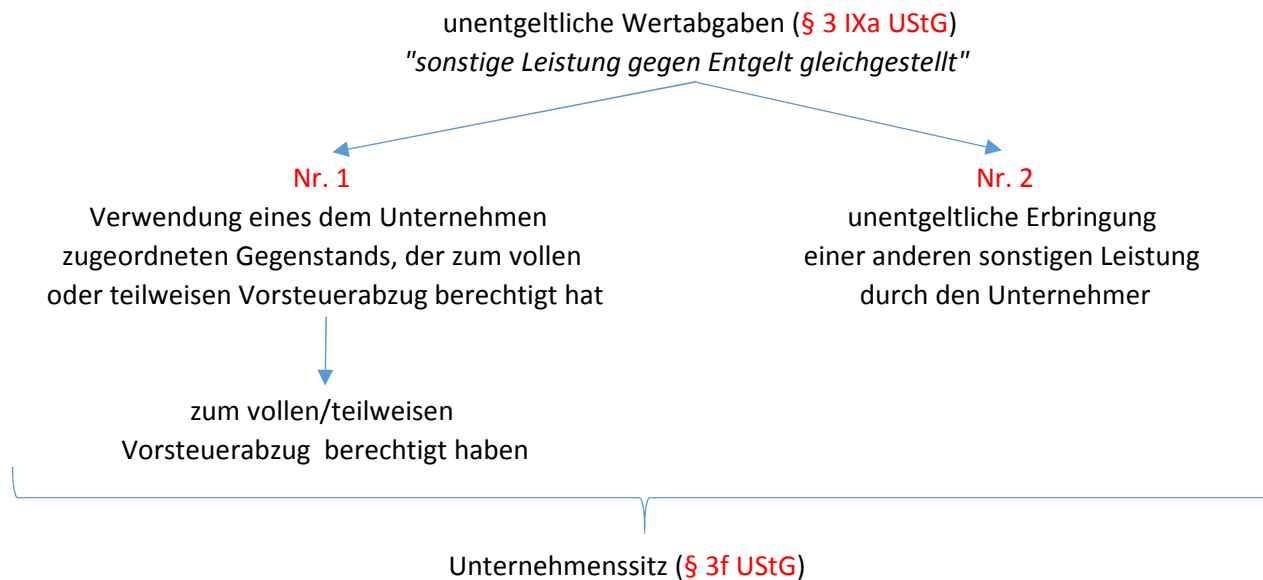 unentgeltliche Wertabgaben (§ 3 IXa UStG)
"sonstige Leistung gegen Entgelt gleichgestellt"
Nr. 1
Verwendung eines dem Unternehmen
zugeordneten Gegenstands, der zum vollen
oder teilweisen Vorsteuerabzug berechtigt hat
Nr. 2
unentgeltliche Erbringung
einer anderen sonstigen Leistung
durch den Unternehmer
zum vollen/teilweisen
Vorsteuerabzug berechtigt haben
Unternehmenssitz (§ 3f UStG)